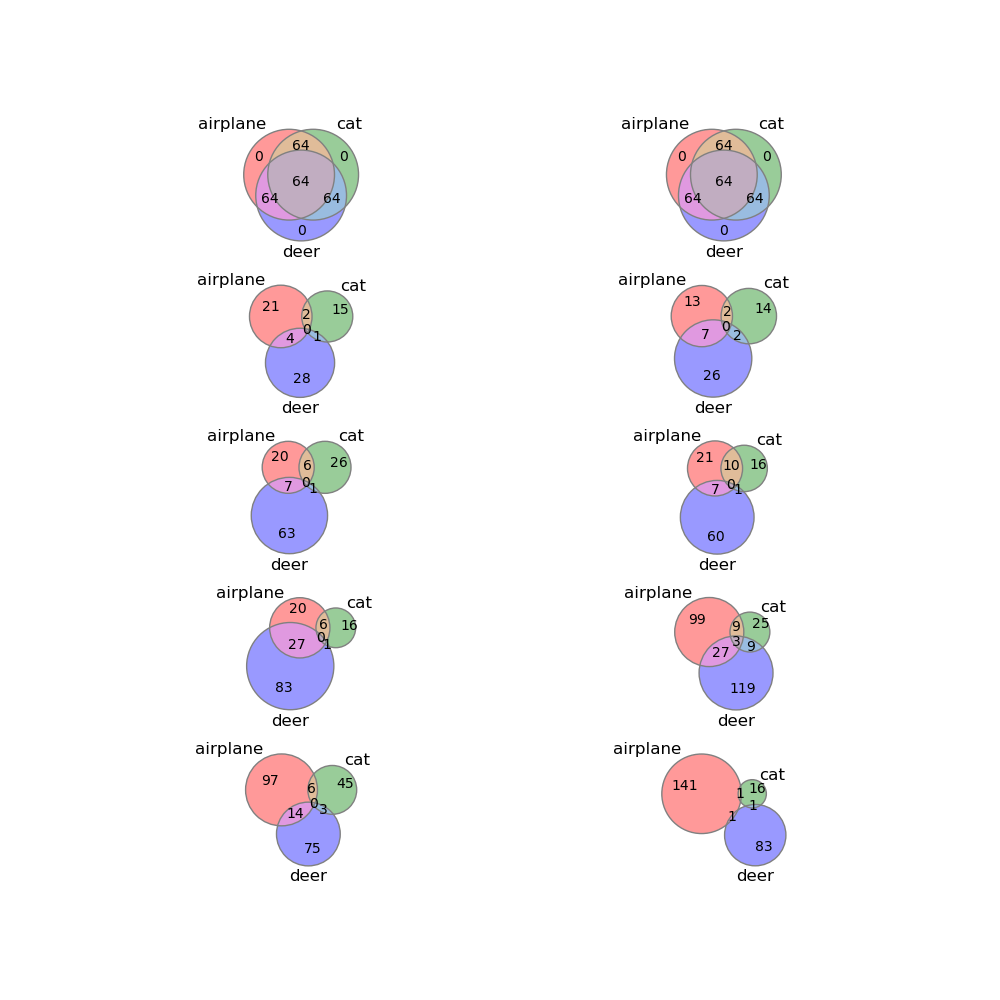 airplane cat airplane cat
64 64
0 0 0 0
64 64
64 64 64 64
0 0
deer deer
airplane cat airplane cat
21 2 15 13 2 14
4 0 1 7 0 2
28 26
deer deer
airplane cat airplane cat
20 6 26 21 10 16
7 0 1 7 0 1
63 60
deer deer
airplane cat airplane cat
20 6 16 99 9 25
27 0 1 27 3 9
83 119
deer deer
airplane cat airplane cat
97 6 45 141 1 16
14 0 3 1 1
75 83
deer deer